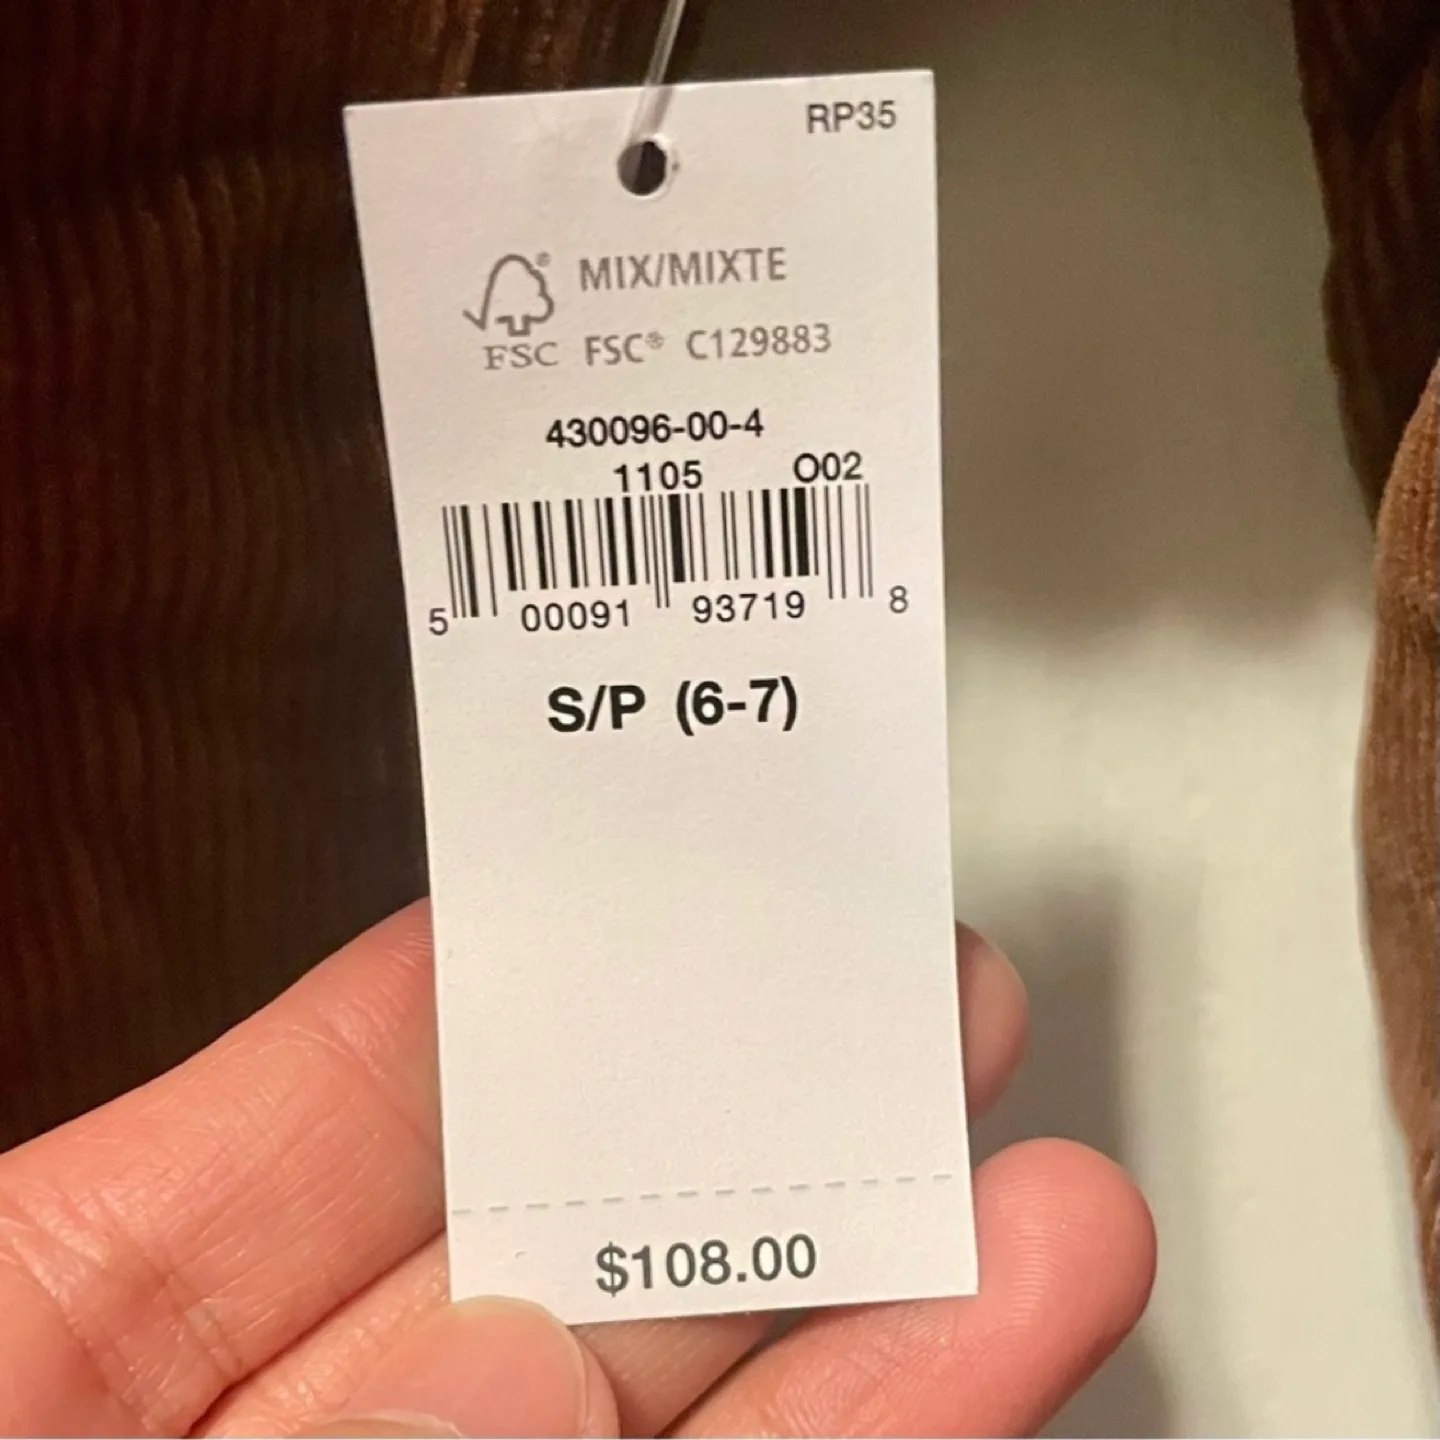 RP35
MIX/MIXTE
FSC FSC® C129883
430096-00-4
1105 O02
5 00091 93719 8
S/P (6-7)
$108.00